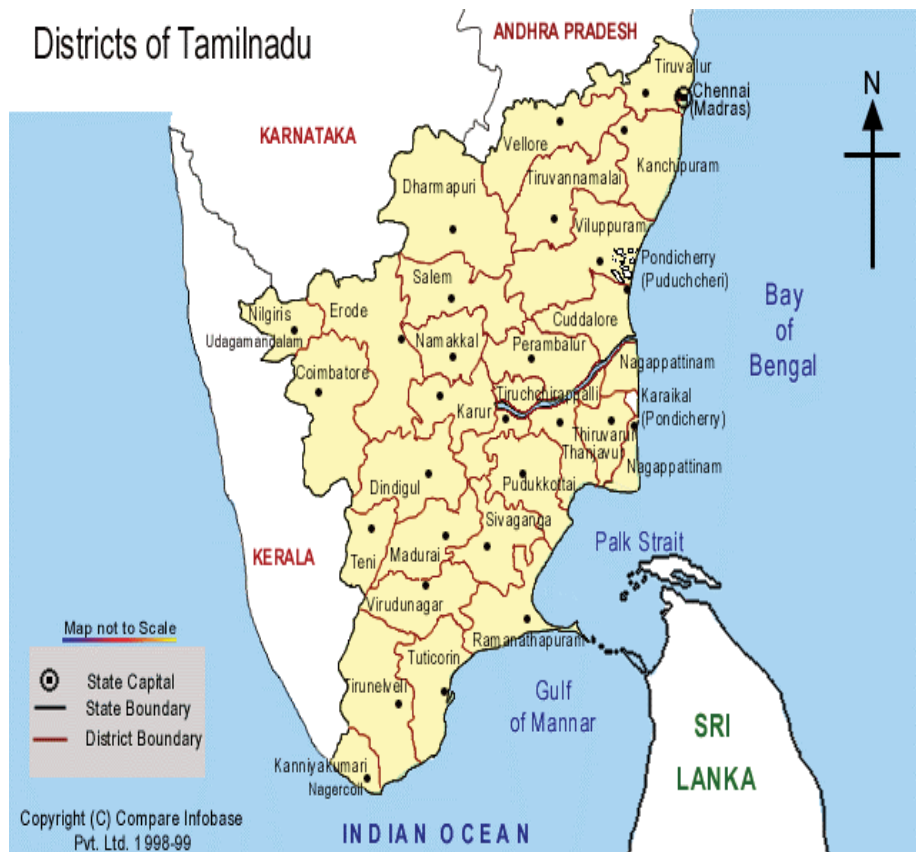 Districts of Tamilnadu
ANDHRA PRADESH
Tiruvallur
N
Chennai
(Madras)
KARNATAKA
Vellore
Kanchipuram
Dharmapuri
Tiruvannamalai
Viluppuram
Pondicherry
(Puduchcheri)
Salem
Nilgiris
Erode
Cuddalore
Bay
of
Bengal
Udagamandalam
Namakkal
Perambalur
Nagappattinam
Coimbatore
Tiruchchirappalli
Karaikal
(Pondicherry)
Karur
Thiruvarur
Thanjavur
Nagappattinam
Dindigul
Pudukkottai
Sivaganga
Palk Strait
KERALA
Teni
Madurai
Virudunagar
Map not to Scale
Ramanathapuram
Tuticorin
State Capital
State Boundary
District Boundary
Tirunelveli
Gulf
of Mannar
SRI
LANKA
Kanniyakumari
Nagercoil
Copyright (C) Compare Infobase
Pvt. Ltd. 1998-99
INDIAN OCEAN